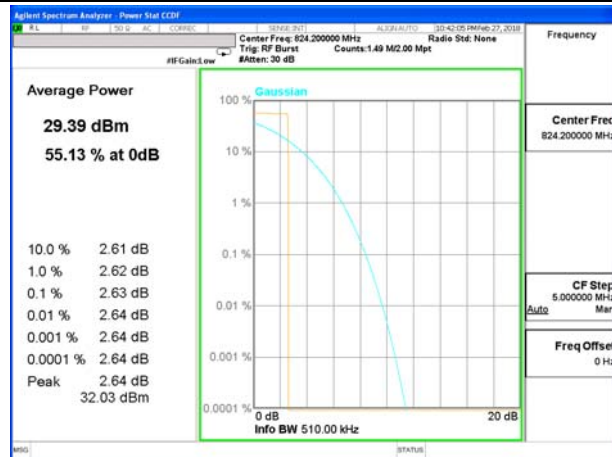 Agilent Spectrum Analyzer - Power Stat CCDF
RL RF 50 Ω AC CORREC SENSE:INT ALIGN AUTO 10:42:05 PM Feb 27, 2018
Center Freq: 824.200000 MHz Radio Std: None
Trig: RF Burst Counts:1.49 M/2.00 Mpt
#IFGain:Low #Atten: 30 dB
Frequency
Average Power
29.39 dBm
55.13 % at 0dB
10.0 % 2.61 dB
1.0 % 2.62 dB
0.1 % 2.63 dB
0.01 % 2.64 dB
0.001 % 2.64 dB
0.0001 % 2.64 dB
Peak 2.64 dB
32.03 dBm
Gaussian
100 %
10 %
1 %
0.1 %
0.01 %
0.001 %
0.0001 %
0 dB 20 dB
Info BW 510.00 kHz
Center Freq
824.200000 MHz
CF Step
5.000000 MHz
Auto Man
Freq Offset
0 Hz
MSG STATUS